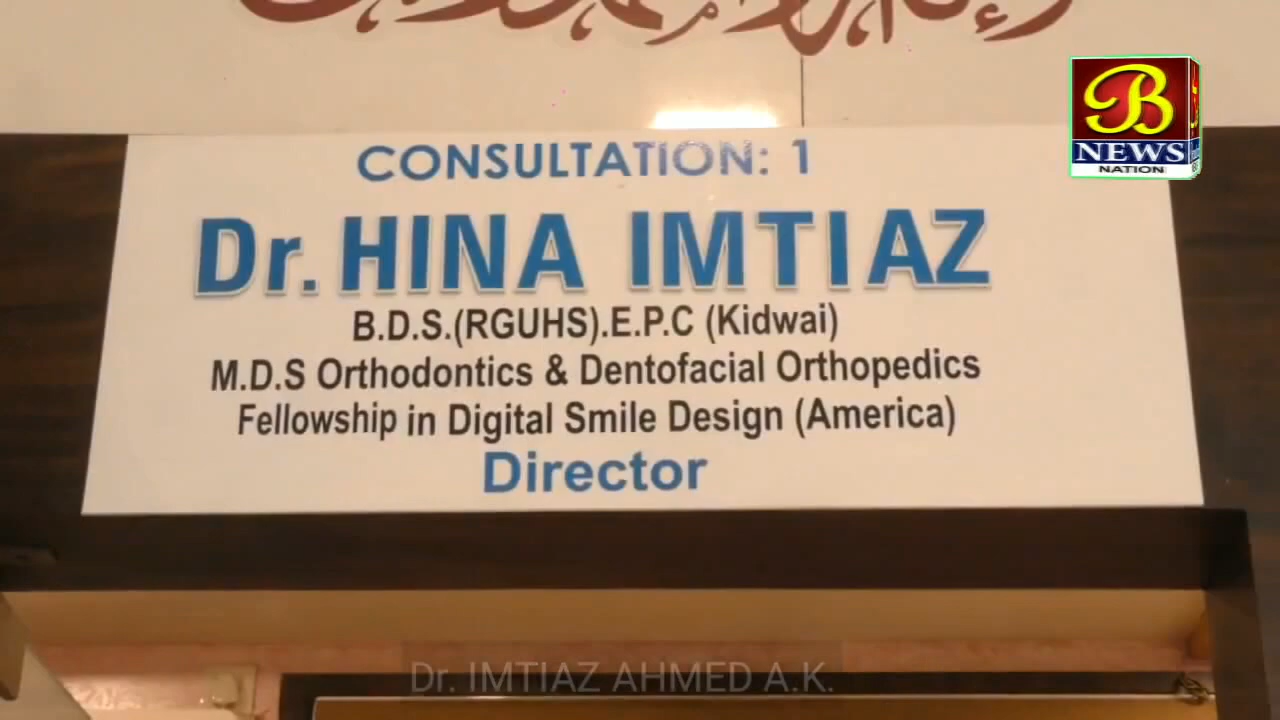 CONSULTATION: 1
Dr. HINA IMTIAZ
B.D.S.(RGUHS).E.P.C (Kidwai)
M.D.S Orthodontics & Dentofacial Orthopedics
Fellowship in Digital Smile Design (America)
Director
B
NEWS
NATION
Dr. IMTIAZ AHMED A.K.